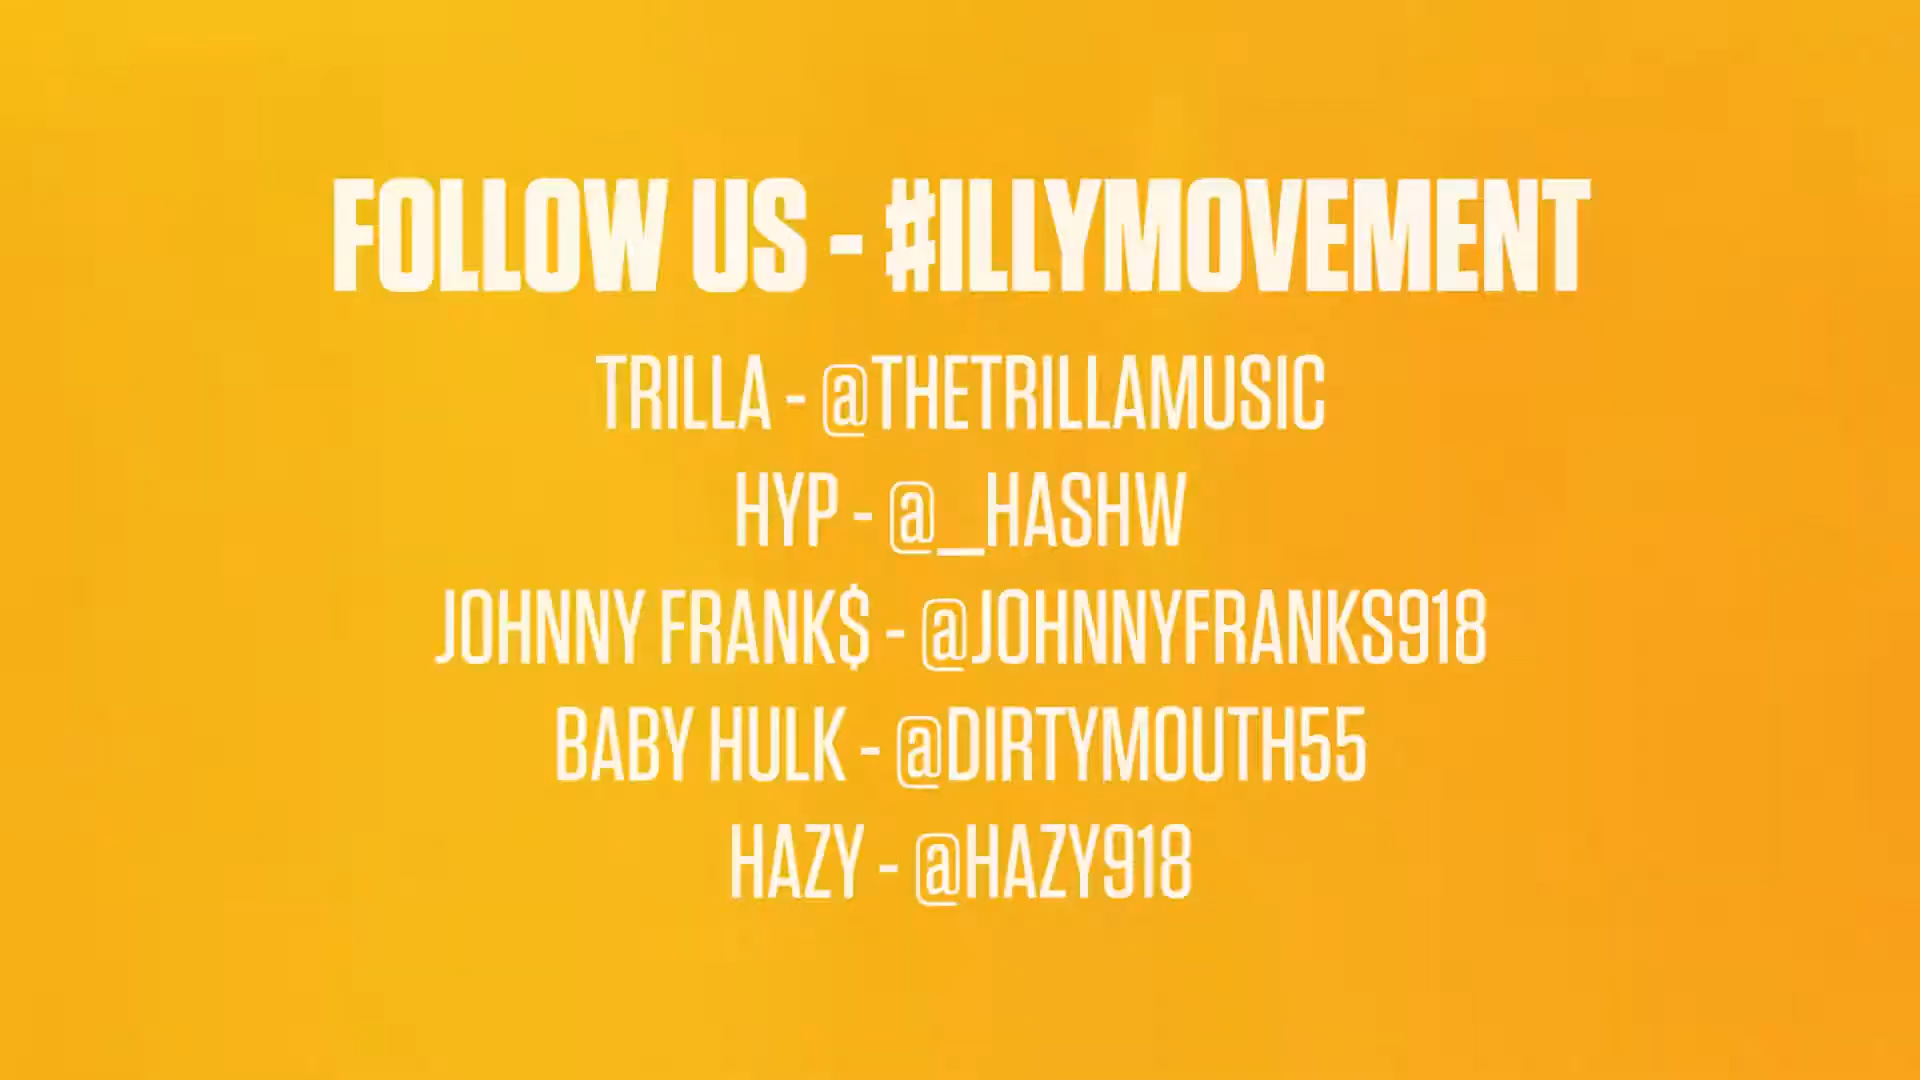 FOLLOW US - #ILLYMOVEMENT
TRILLA - @THETRILLAMUSIC
HYP - @_HASHW
JOHNNY FRANK$ - @JOHNNYFRANKS918
BABY HULK - @DIRTYMOUTH55
HAZY - @HAZY918